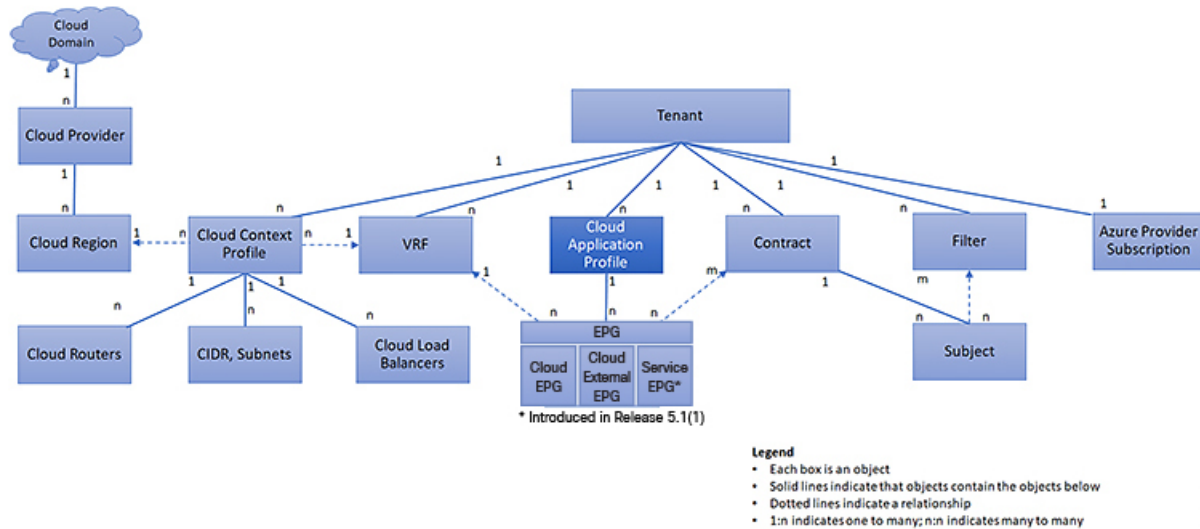 Cloud
Domain
1
n
Cloud Provider
Tenant
1
n
1
1
1
1
1
1
n
n
n
n
n
1
Cloud Region
1
n
Cloud Context
Profile
n
1
VRF
Cloud
Application
Profile
Contract
Filter
Azure Provider
Subscription
1
1
1
1
1
m
1
m
n
n
n
n
n
n
n
n
EPG
Cloud Routers
CIDR, Subnets
Cloud Load
Balancers
Cloud
EPG
Cloud
External
EPG
Service
EPG*
Subject
* Introduced in Release 5.1(1)
Legend
• Each box is an object
• Solid lines indicate that objects contain the objects below
• Dotted lines indicate a relationship
• 1:n indicates one to many; n:n indicates many to many